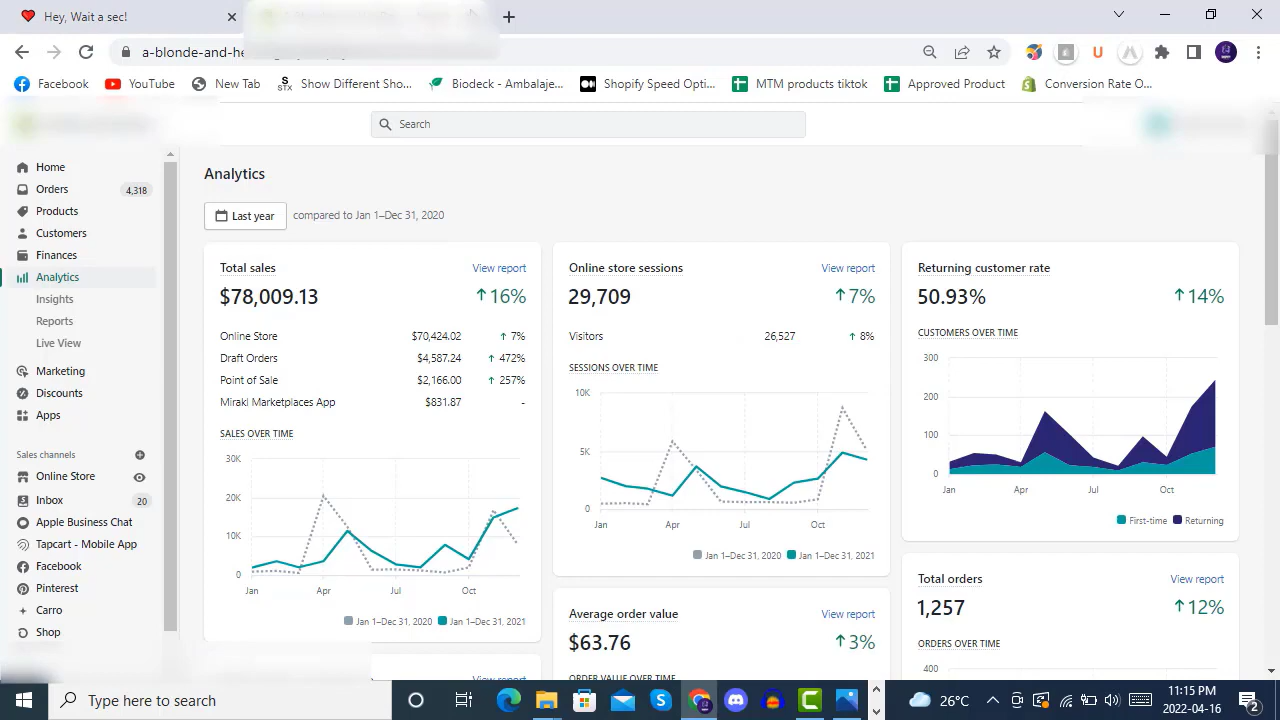 Hey, Wait a sec!
a-blonde-and-he
Facebook
YouTube
New Tab
Show Different Sho...
Biodeck - Ambalaje...
Shopify Speed Opti...
MTM products tiktok
Approved Product
Conversion Rate O...
Search
Home
Orders 4,318
Products
Customers
Finances
Analytics
Insights
Reports
Live View
Marketing
Discounts
Apps
Sales channels
Online Store
Inbox 20
Apple Business Chat
Tapcart - Mobile App
Facebook
Pinterest
Carro
Shop
Analytics
Last year compared to Jan 1–Dec 31, 2020
Total sales View report
$78,009.13 16%
Online Store $70,424.02 7%
Draft Orders $4,587.24 472%
Point of Sale $2,166.00 257%
Mirakl Marketplaces App $831.87 -
SALES OVER TIME
30K
20K
10K
0
Jan Apr Jul Oct
Jan 1–Dec 31, 2020 Jan 1–Dec 31, 2021
View report
Online store sessions View report
29,709 7%
Visitors 26,527 8%
SESSIONS OVER TIME
10K
5K
0
Jan Apr Jul Oct
Jan 1–Dec 31, 2020 Jan 1–Dec 31, 2021
Average order value View report
$63.76 3%
ORDER VALUE OVER TIME
Returning customer rate
50.93% 14%
CUSTOMERS OVER TIME
300
200
100
0
Jan Apr Jul Oct
First-time Returning
Total orders View report
1,257 12%
ORDERS OVER TIME
400
Type here to search
26°C
11:15 PM
2022-04-16
2